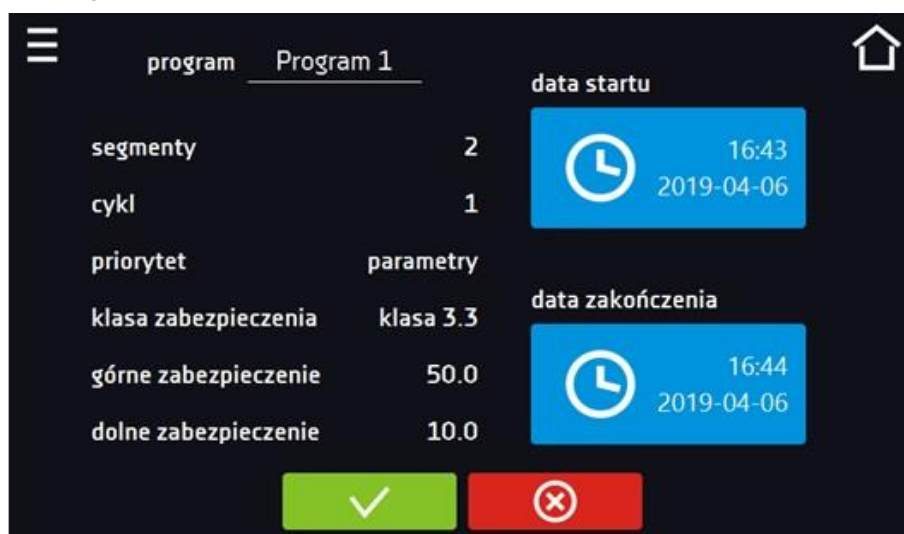 program Program 1
segmenty 2
cykl 1
priorytet parametry
klasa zabezpieczenia klasa 3.3
górne zabezpieczenie 50.0
dolne zabezpieczenie 10.0
data startu
16:43
2019-04-06
data zakończenia
16:44
2019-04-06